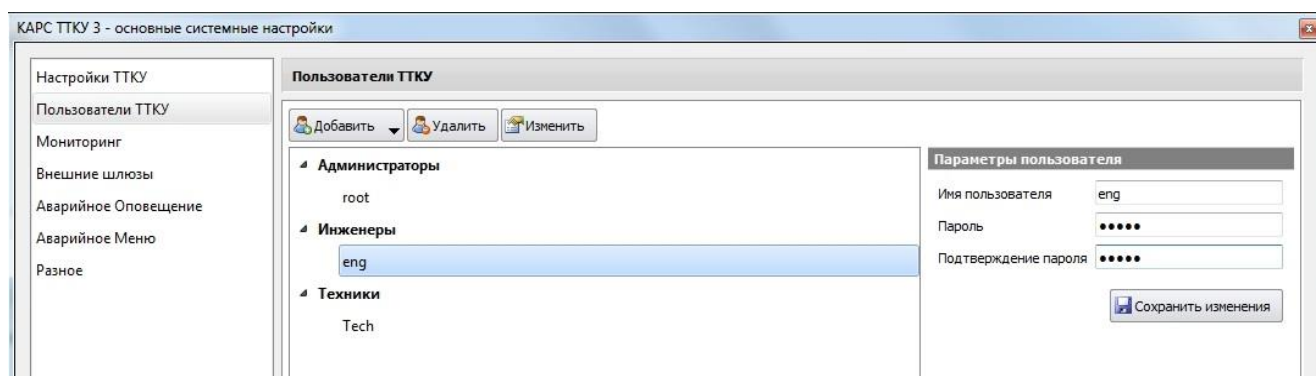 КАРС ТТКУ 3 - основные системные настройки
Настройки ТТКУ
Пользователи ТТКУ
Мониторинг
Внешние шлюзы
Аварийное Оповещение
Аварийное Меню
Разное
Пользователи ТТКУ
Добавить Удалить Изменить
Администраторы
root
Инженеры
eng
Техники
Tech
Параметры пользователя
Имя пользователя eng
Пароль •••••
Подтверждение пароля •••••
Сохранить изменения